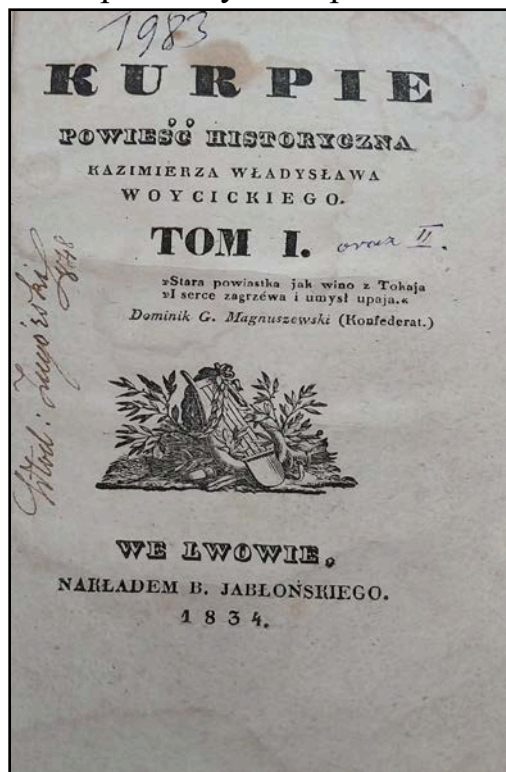 1983
KURPIE
POWIEŚĆ HISTORYCZNA
KAZIMIERZA WŁADYSŁAWA
WOYCICKIEGO.
TOM I. oraz II.
»Stara powiastka jak wino z Tokaja
»I serce zagrzéwa i umysł upaja.«
Dominik G. Magnuszewski (Konfederat.)
1848
WE LWOWIE,
NAKŁADEM B. JABŁOŃSKIEGO.
1834.